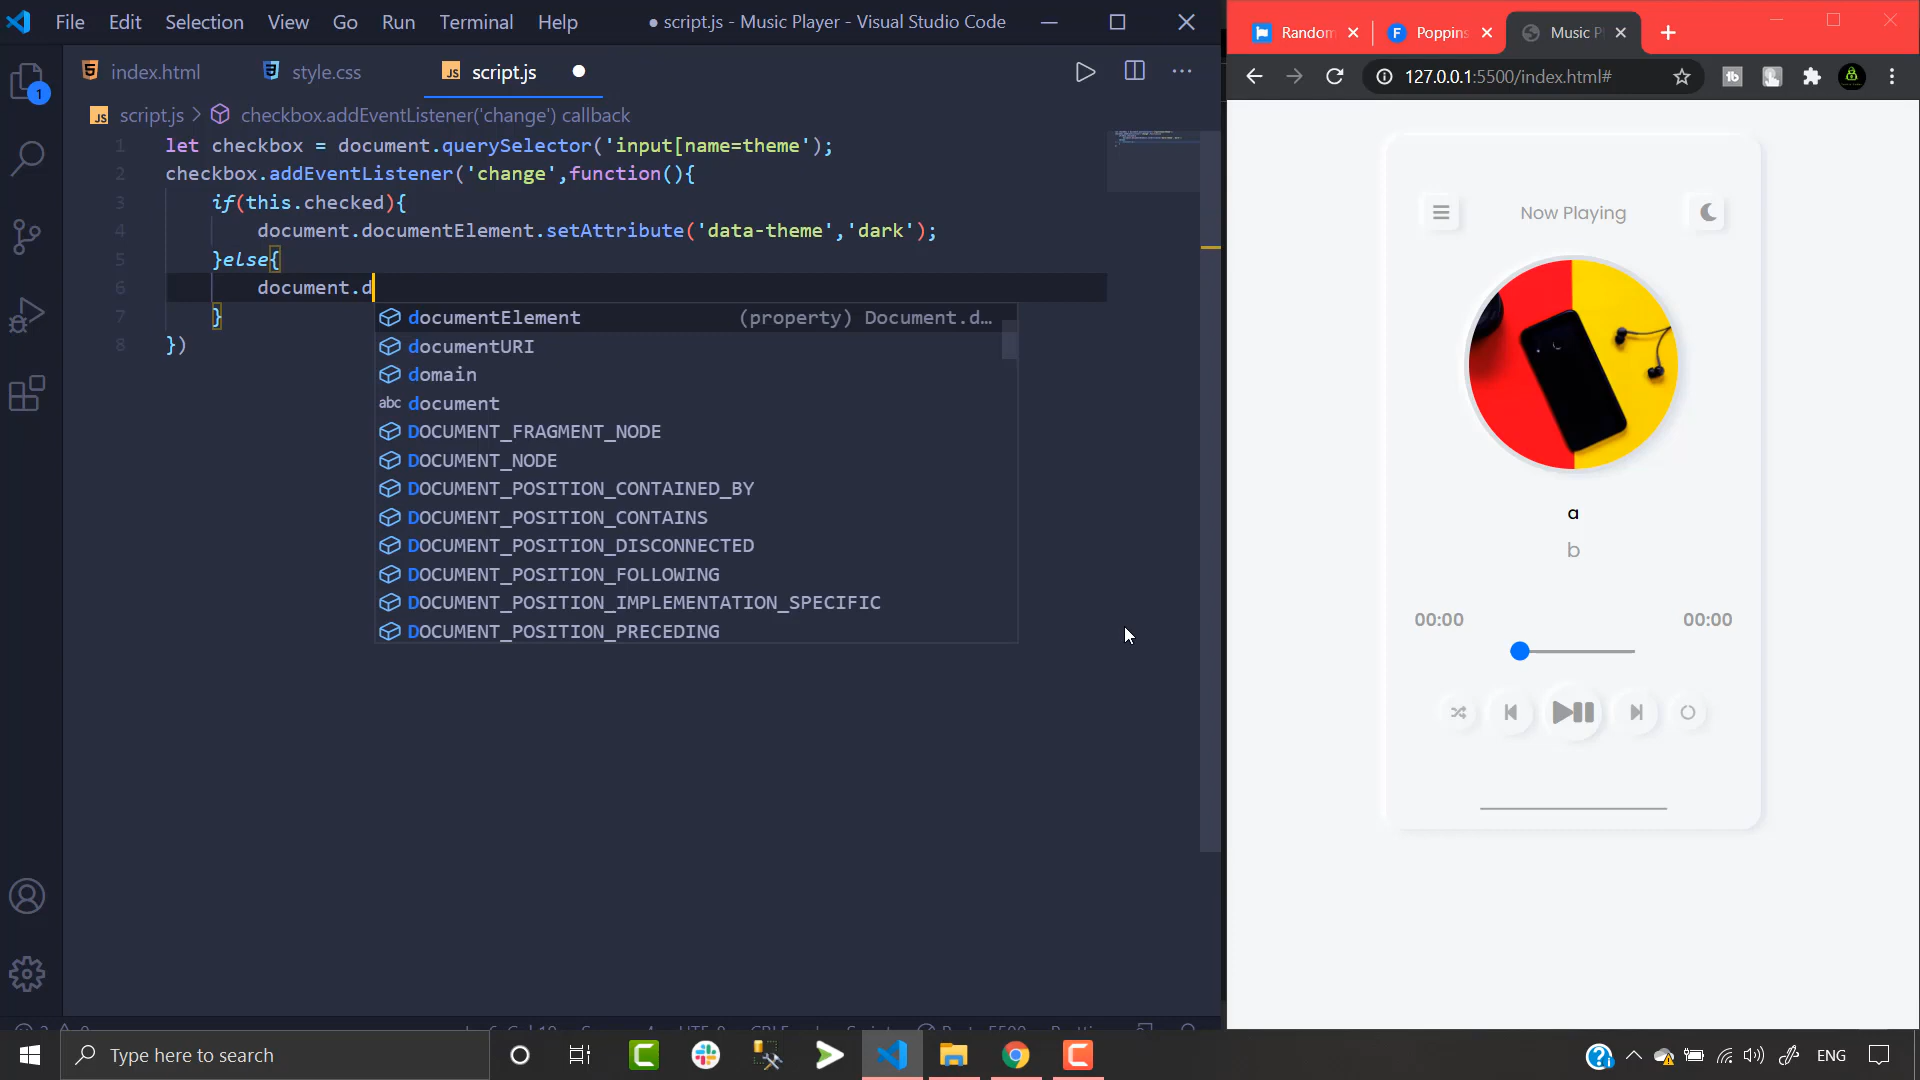 File Edit Selection View Go Run Terminal Help ● script.js - Music Player - Visual Studio Code
index.html style.css JS script.js
JS script.js > checkbox.addEventListener('change') callback
1 let checkbox = document.querySelector('input[name=theme');
2 checkbox.addEventListener('change',function(){
3 if(this.checked){
4 document.documentElement.setAttribute('data-theme','dark');
5 }else{
6 document.d
7 }
8 })
documentElement (property) Document.d…
documentURI
domain
abc document
DOCUMENT_FRAGMENT_NODE
DOCUMENT_NODE
DOCUMENT_POSITION_CONTAINED_BY
DOCUMENT_POSITION_CONTAINS
DOCUMENT_POSITION_DISCONNECTED
DOCUMENT_POSITION_FOLLOWING
DOCUMENT_POSITION_IMPLEMENTATION_SPECIFIC
DOCUMENT_POSITION_PRECEDING
1
Random Poppins Music P
127.0.0.1:5500/index.html#
Now Playing
a
b
00:00 00:00
Type here to search
ENG